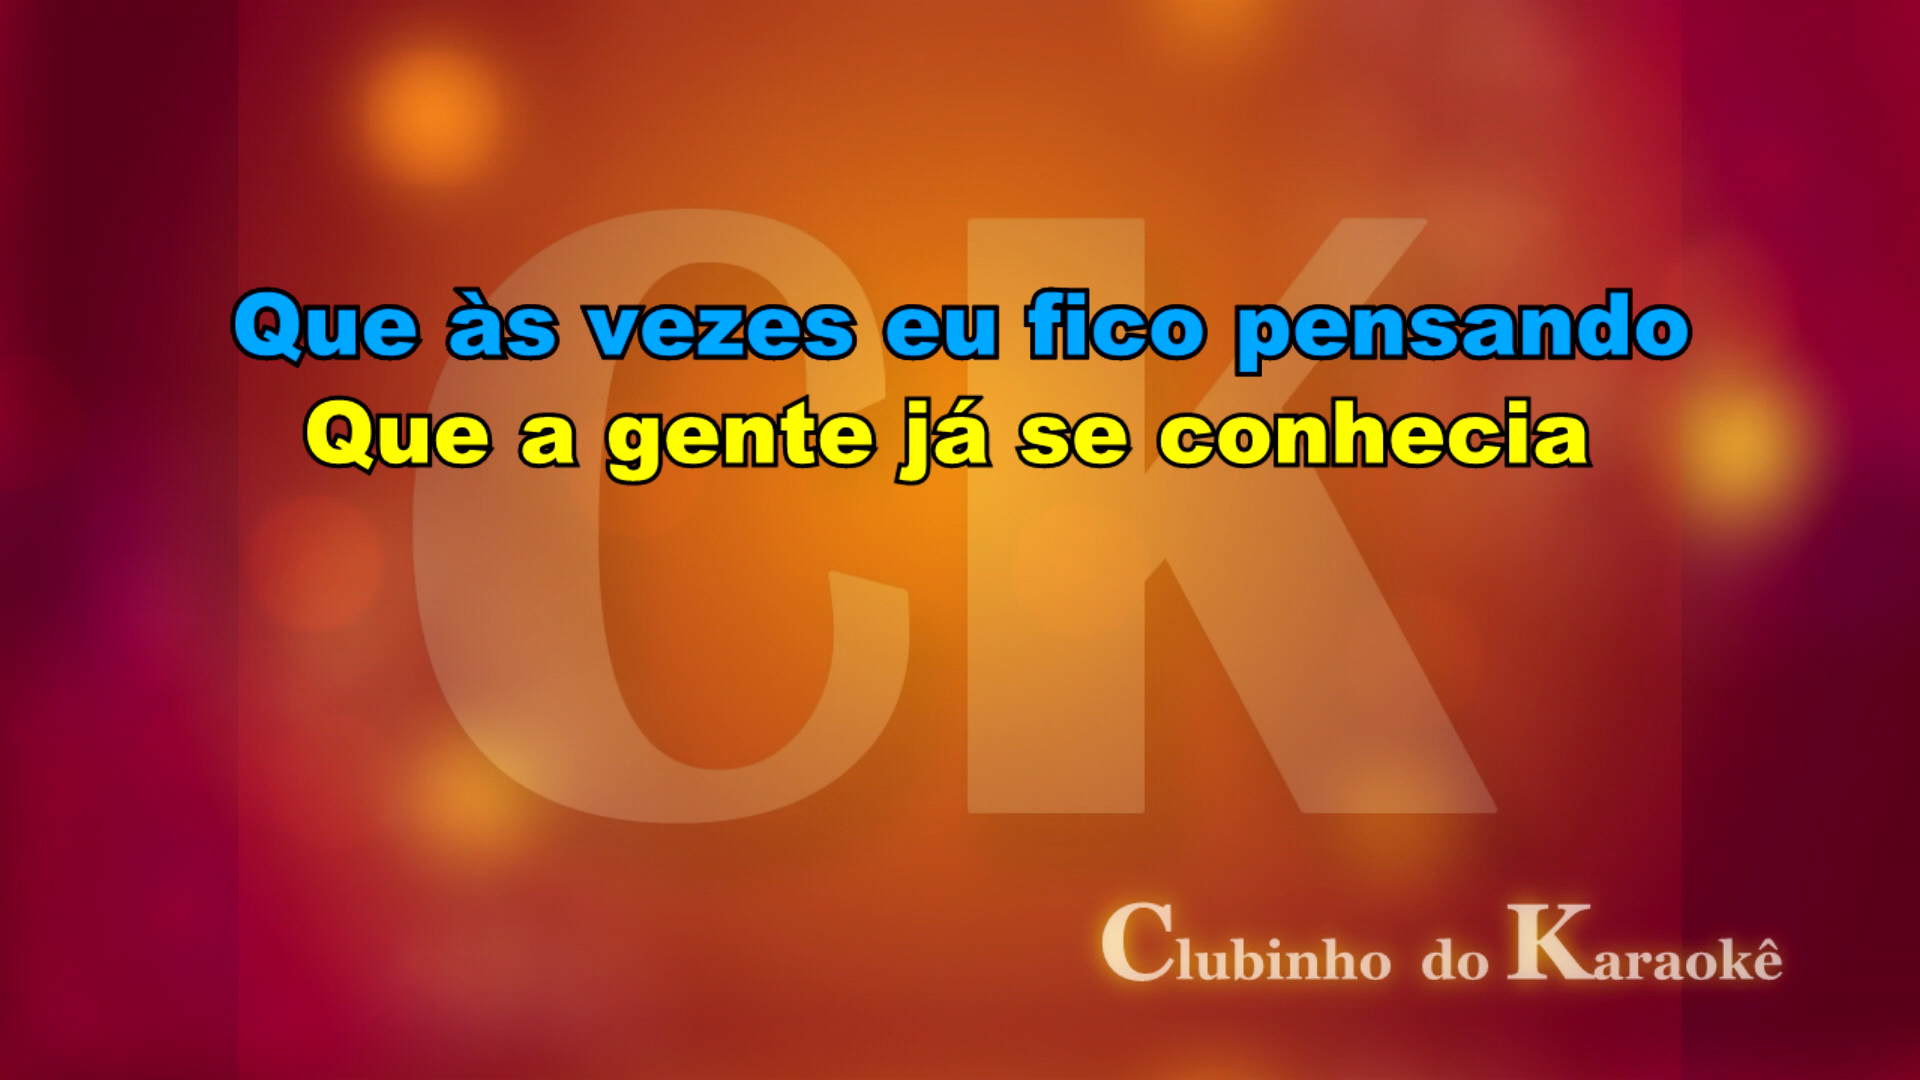 Que às vezes eu fico pensando
Que a gente já se conhecia
CK
Clubinho do Karaokê